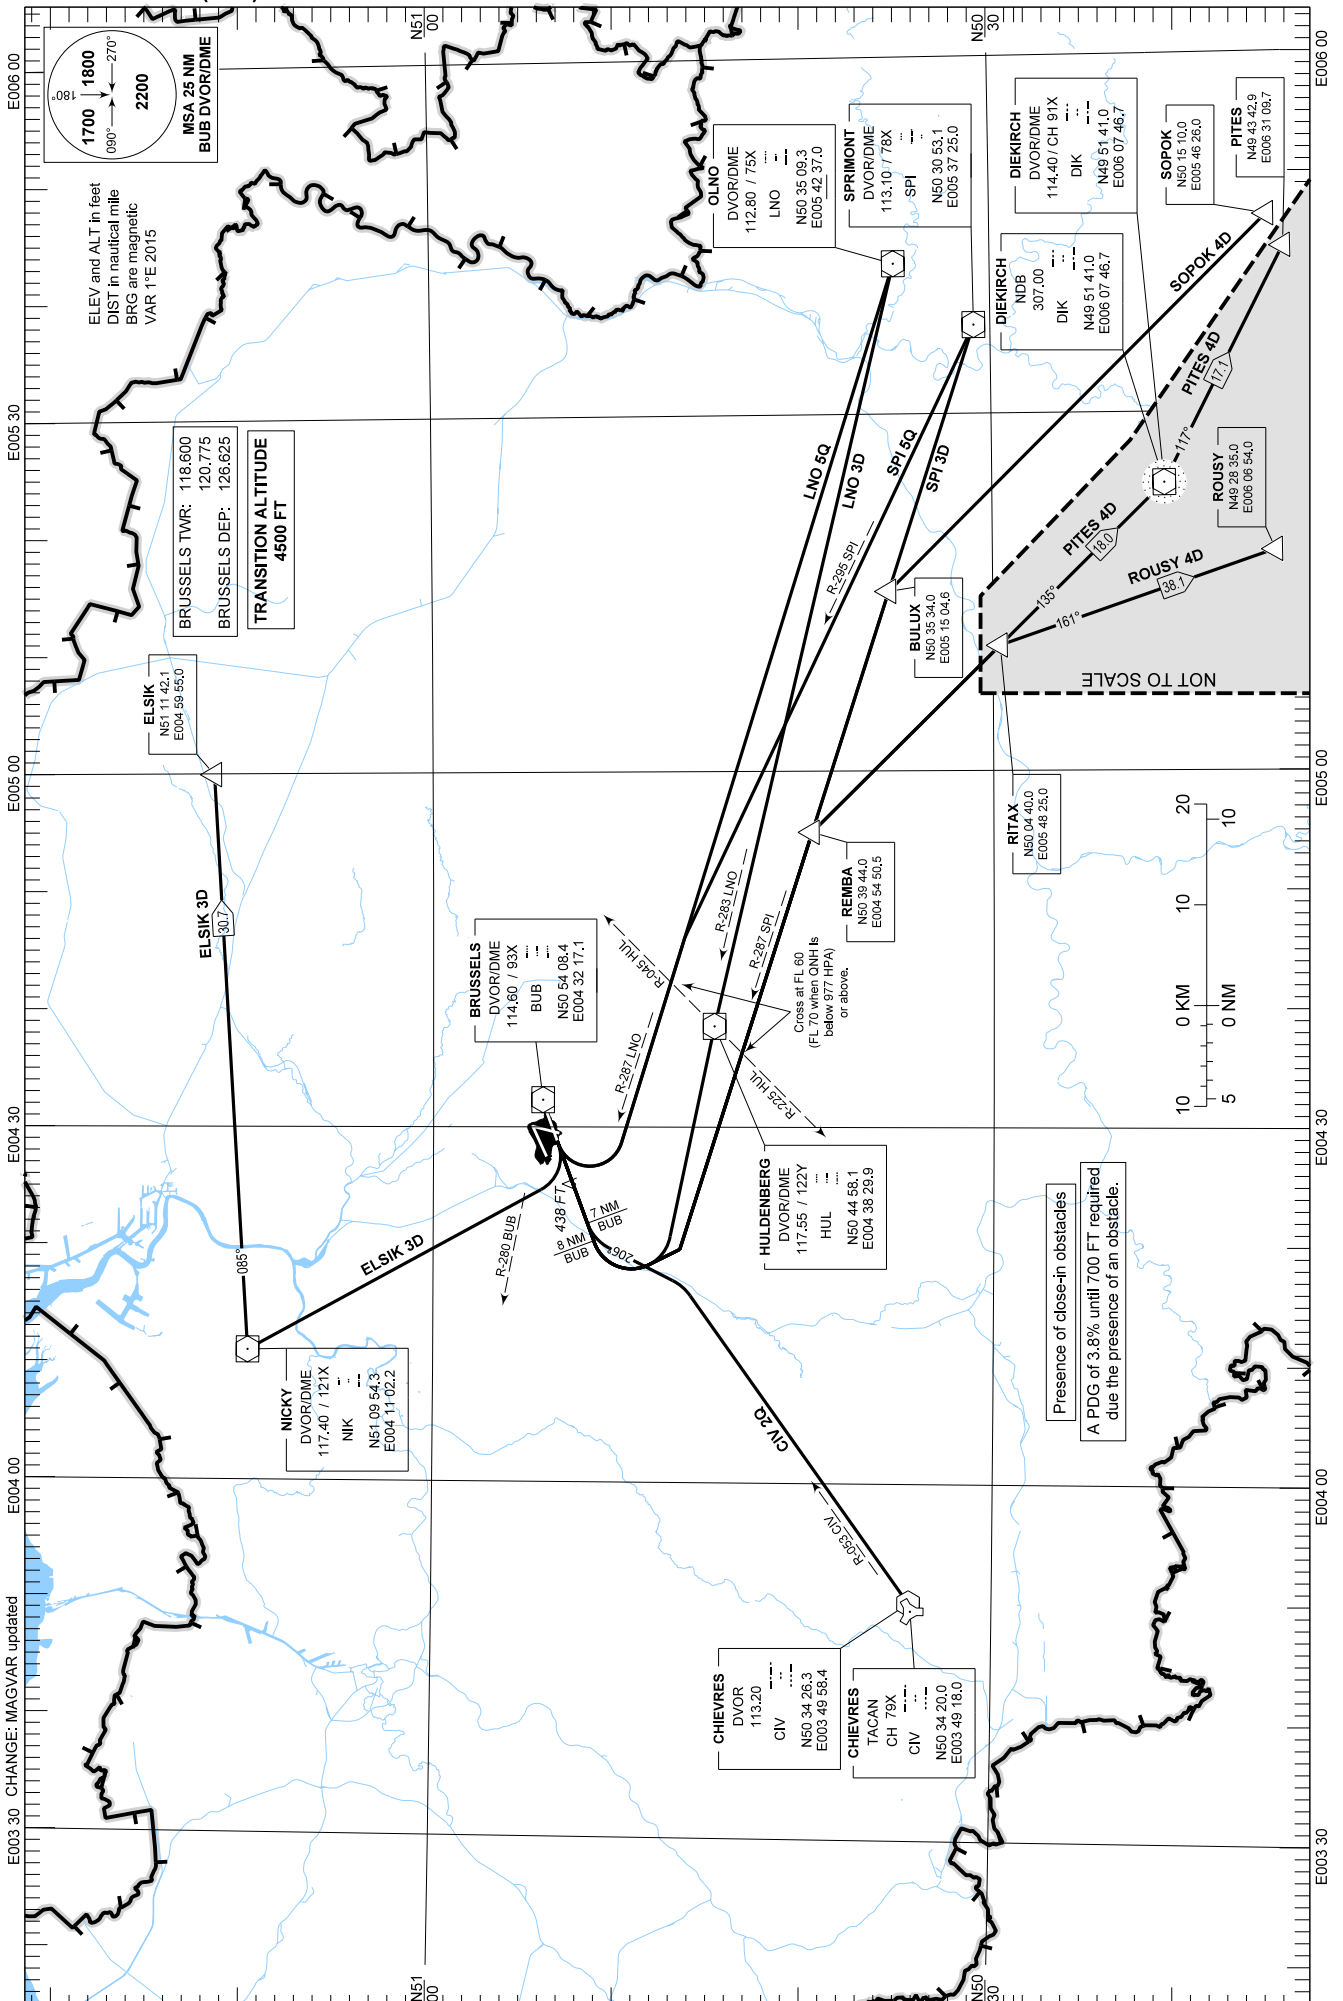 CHANGE: MAGVAR updated
E003 30
E004 00
E004 30
E005 00
E005 30
E006 00
N51
00
N50
30
180°
1700
1800
090°
270°
2200
MSA 25 NM
BUB DVOR/DME
ELEV and ALT in feet
DIST in nautical mile
BRG are magnetic
VAR 1°E 2015
BRUSSELS TWR: 118.600
120.775
BRUSSELS DEP: 126.625
TRANSITION ALTITUDE
4500 FT
ELSIK
N51 11 42.1
E004 59 55.0
ELSIK 3D
30.7
085°
ELSIK 3D
NICKY
DVOR/DME
117.40 / 121X
NIK
N51 09 54.3
E004 11 02.2
BRUSSELS
DVOR/DME
114.60 / 93X
BUB
N50 54 08.4
E004 32 17.1
R-280 BUB
438 FT
7 NM
BUB
8 NM
BUB
206°
R-287 LNO
R-045 HUL
R-283 LNO
R-287 SPI
R-225 HUL
Cross at FL 60
(FL 70 when QNH is
below 977 HPA)
or above.
HULDENBERG
DVOR/DME
117.55 / 122Y
HUL
N50 44 58.1
E004 38 29.9
OLNO
DVOR/DME
112.80 / 75X
LNO
N50 35 09.3
E005 42 37.0
SPRIMONT
DVOR/DME
113.10 / 78X
SPI
N50 30 53.1
E005 37 25.0
LNO 5Q
LNO 3D
SPI 5Q
SPI 3D
R-295 SPI
BULUX
N50 35 34.0
E005 15 04.6
REMBA
N50 39 44.0
E004 54 50.5
RITAX
N50 04 40.0
E005 48 25.0
DIEKIRCH
DVOR/DME
114.40 / CH 91X
DIK
N49 51 41.0
E006 07 46.7
DIEKIRCH
NDB
307.00
DIK
N49 51 41.0
E006 07 46.7
SOPOK
N50 15 10.0
E005 46 26.0
PITES
N49 43 42.9
E006 31 09.7
ROUSY
N49 28 35.0
E006 06 54.0
SOPOK 4D
PITES 4D
17.1
117°
PITES 4D
18.0
135°
ROUSY 4D
38.1
161°
NOT TO SCALE
CIV 2Q
R-053 CIV
CHIEVRES
DVOR
113.20
CIV
N50 34 26.3
E003 49 58.4
CHIEVRES
TACAN
CH 79X
CIV
N50 34 20.0
E003 49 18.0
10 0 KM 10 20
5 0 NM 10
Presence of close-in obstacles
A PDG of 3.8% until 700 FT required
due the presence of an obstacle.
N51
00
N50
30
E003 30
E004 00
E004 30
E005 00
E005 30
E006 00